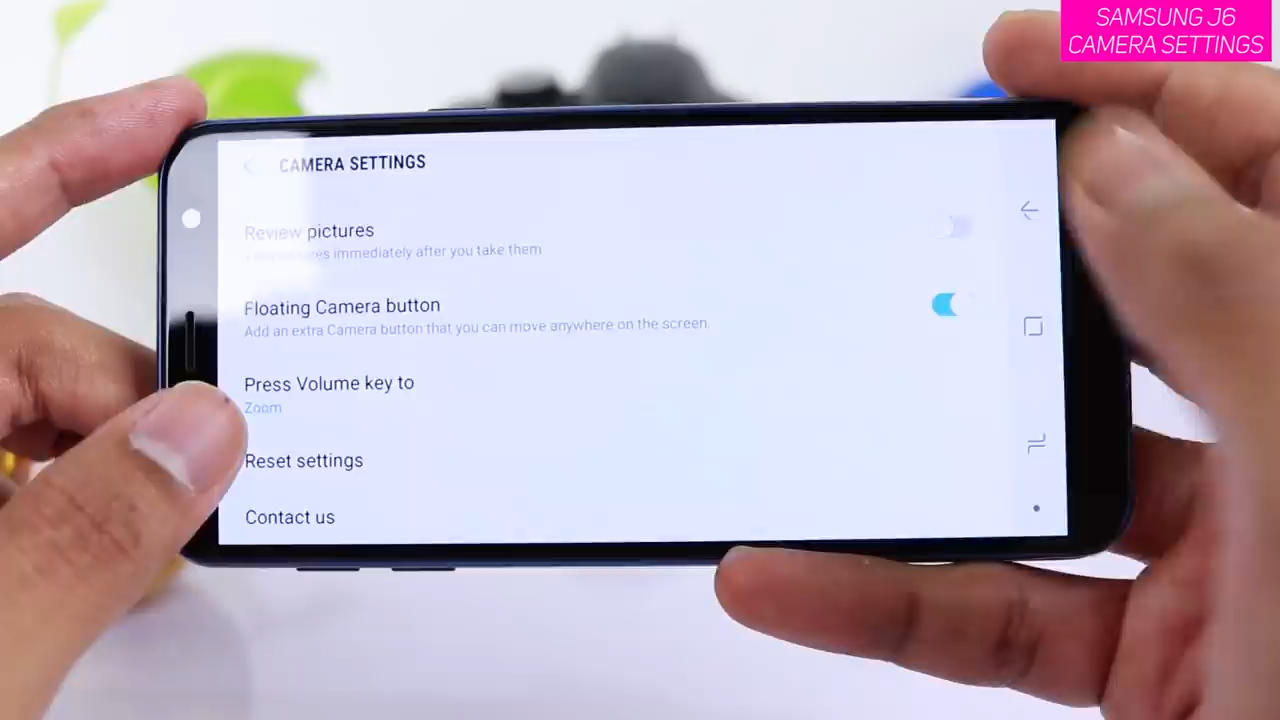 SAMSUNG J6
CAMERA SETTINGS
CAMERA SETTINGS
Review pictures
immediately after you take them
Floating Camera button
Add an extra Camera button that you can move anywhere on the screen.
Press Volume key to
Zoom
Reset settings
Contact us